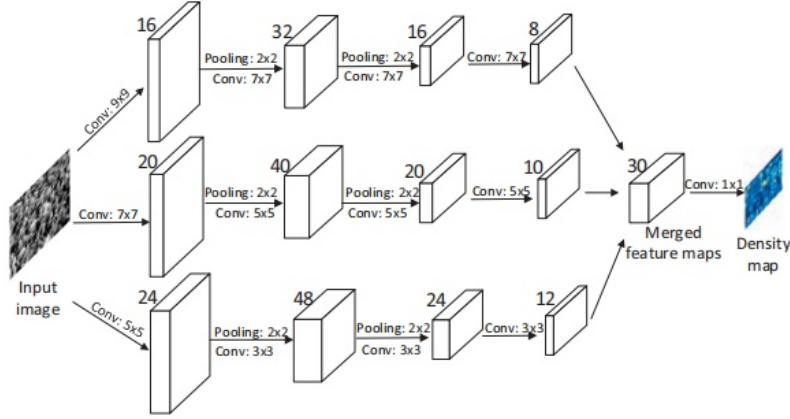 16
Conv: 9x9
Pooling: 2x2
Conv: 7x7
32
Pooling: 2x2
Conv: 7x7
16
Conv: 7x7
8
Input
image
Conv: 7x7
20
Pooling: 2x2
Conv: 5x5
40
Pooling: 2x2
Conv: 5x5
20
Conv: 5x5
10
30
Merged
feature maps
Conv: 1x1
Density
map
Conv: 5x5
24
Pooling: 2x2
Conv: 3x3
48
Pooling: 2x2
Conv: 3x3
24
Conv: 3x3
12